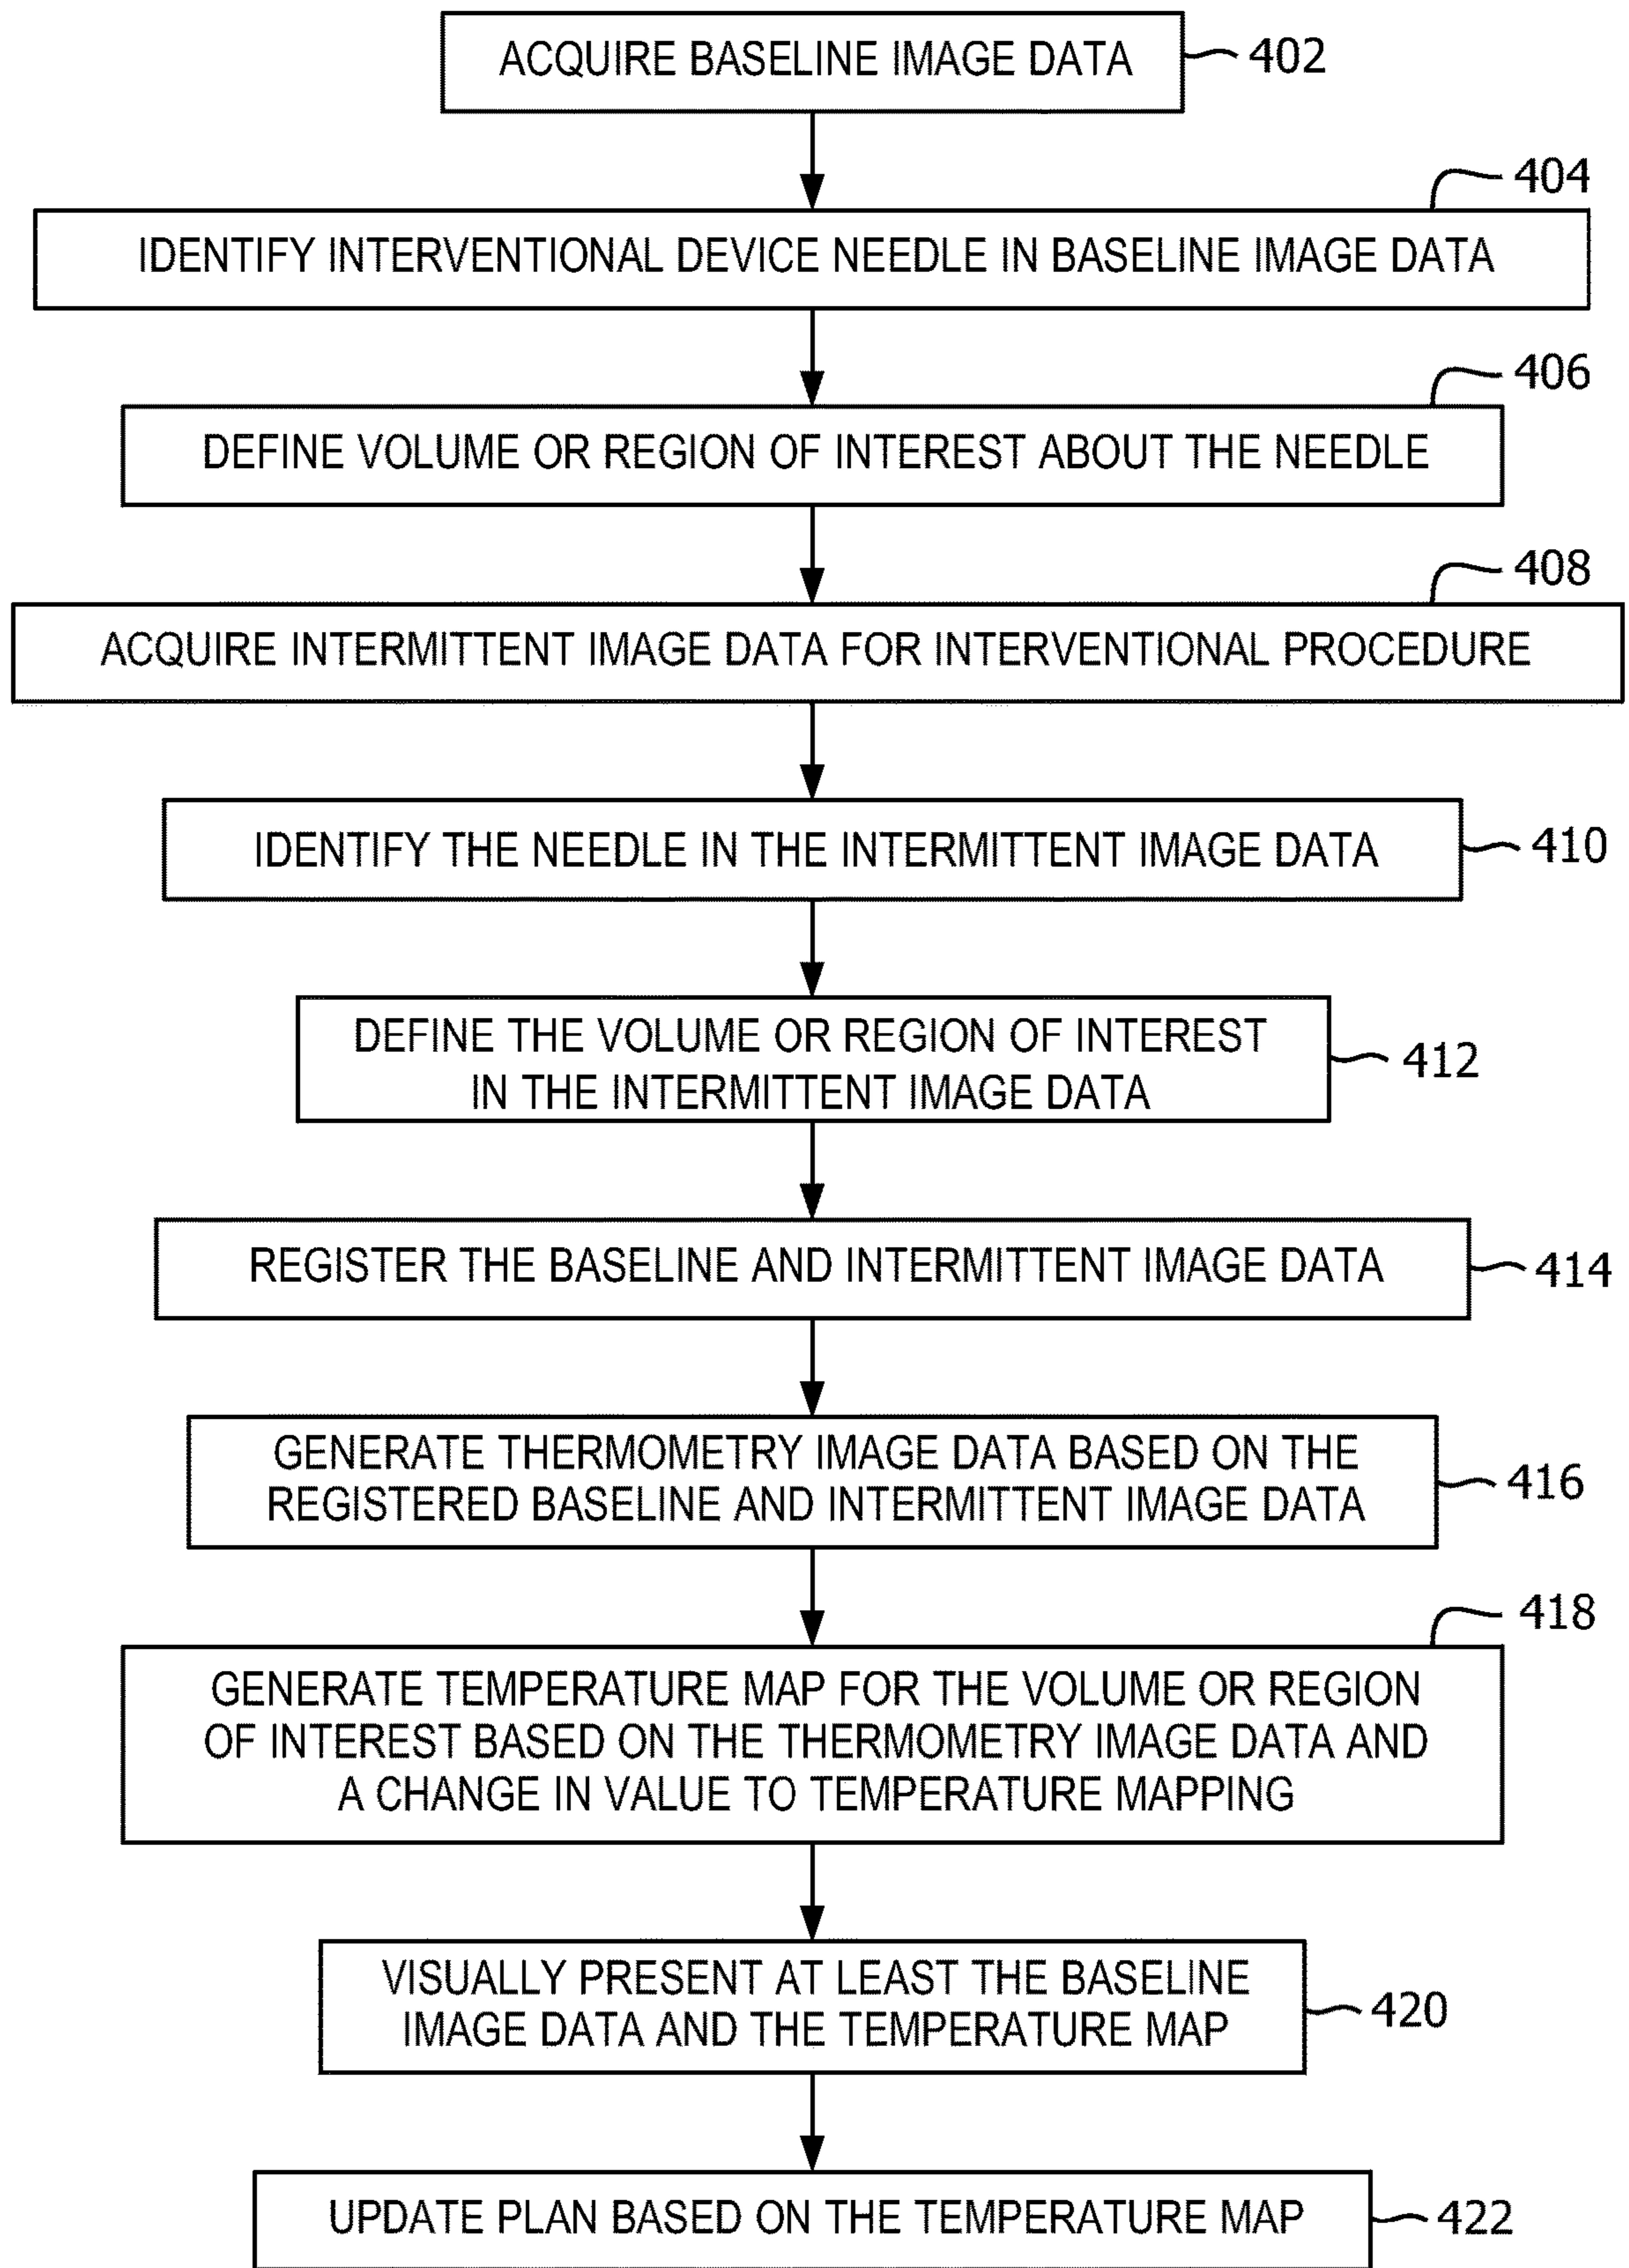 ACQUIRE BASELINE IMAGE DATA
402
404
IDENTIFY INTERVENTIONAL DEVICE NEEDLE IN BASELINE IMAGE DATA
406
DEFINE VOLUME OR REGION OF INTEREST ABOUT THE NEEDLE
408
ACQUIRE INTERMITTENT IMAGE DATA FOR INTERVENTIONAL PROCEDURE
IDENTIFY THE NEEDLE IN THE INTERMITTENT IMAGE DATA
410
DEFINE THE VOLUME OR REGION OF INTEREST
IN THE INTERMITTENT IMAGE DATA
412
REGISTER THE BASELINE AND INTERMITTENT IMAGE DATA
414
GENERATE THERMOMETRY IMAGE DATA BASED ON THE
REGISTERED BASELINE AND INTERMITTENT IMAGE DATA
416
418
GENERATE TEMPERATURE MAP FOR THE VOLUME OR REGION
OF INTEREST BASED ON THE THERMOMETRY IMAGE DATA AND
A CHANGE IN VALUE TO TEMPERATURE MAPPING
VISUALLY PRESENT AT LEAST THE BASELINE
IMAGE DATA AND THE TEMPERATURE MAP
420
UPDATE PLAN BASED ON THE TEMPERATURE MAP
422